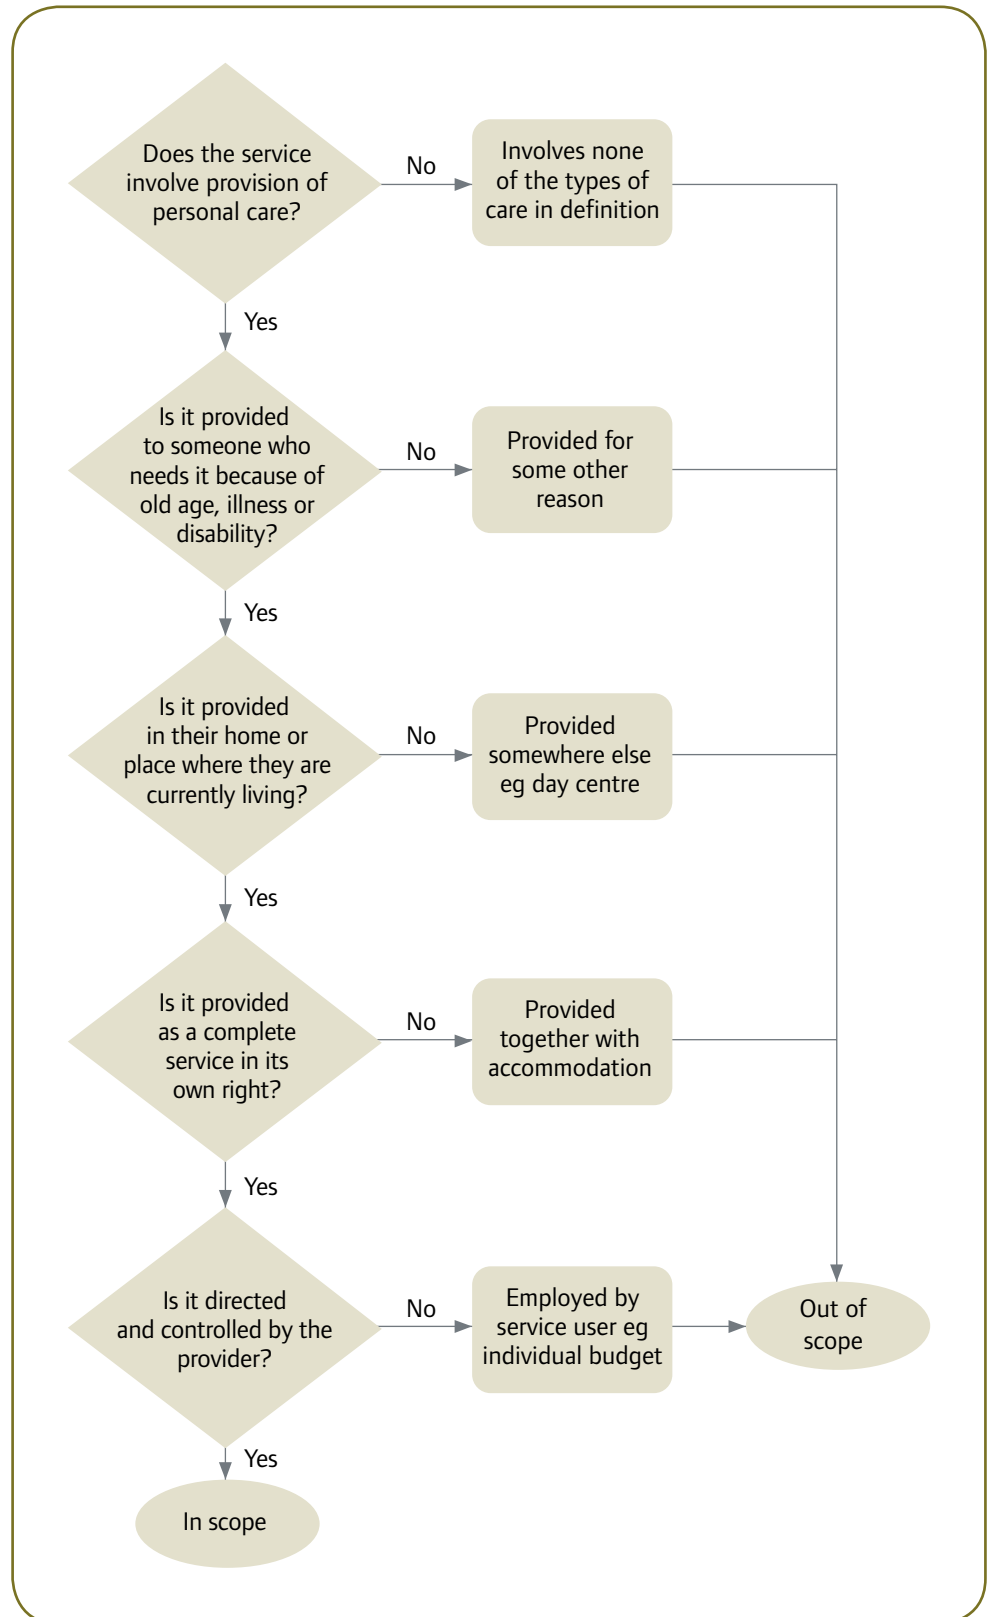 Does the service
involve provision of
personal care?
No
Involves none
of the types of
care in definition
Yes
Is it provided
to someone who
needs it because of
old age, illness or
disability?
No
Provided for
some other
reason
Yes
Is it provided
in their home or
place where they are
currently living?
No
Provided
somewhere else
eg day centre
Yes
Is it provided
as a complete
service in its
own right?
No
Provided
together with
accommodation
Yes
Is it directed
and controlled by the
provider?
No
Employed by
service user eg
individual budget
Out of
scope
Yes
In scope